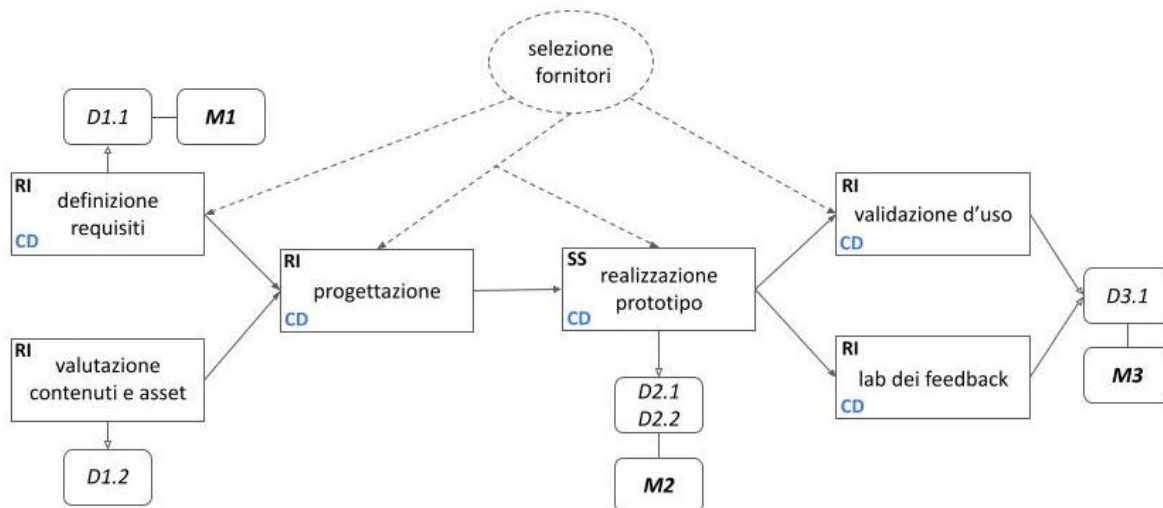 selezione
fornitori
D1.1
M1
RI
definizione
requisiti
CD
RI
progettazione
CD
SS
realizzazione
prototipo
CD
RI
validazione d'uso
CD
RI
valutazione
contenuti e asset
D1.2
D2.1
D2.2
M2
RI
lab dei feedback
CD
D3.1
M3